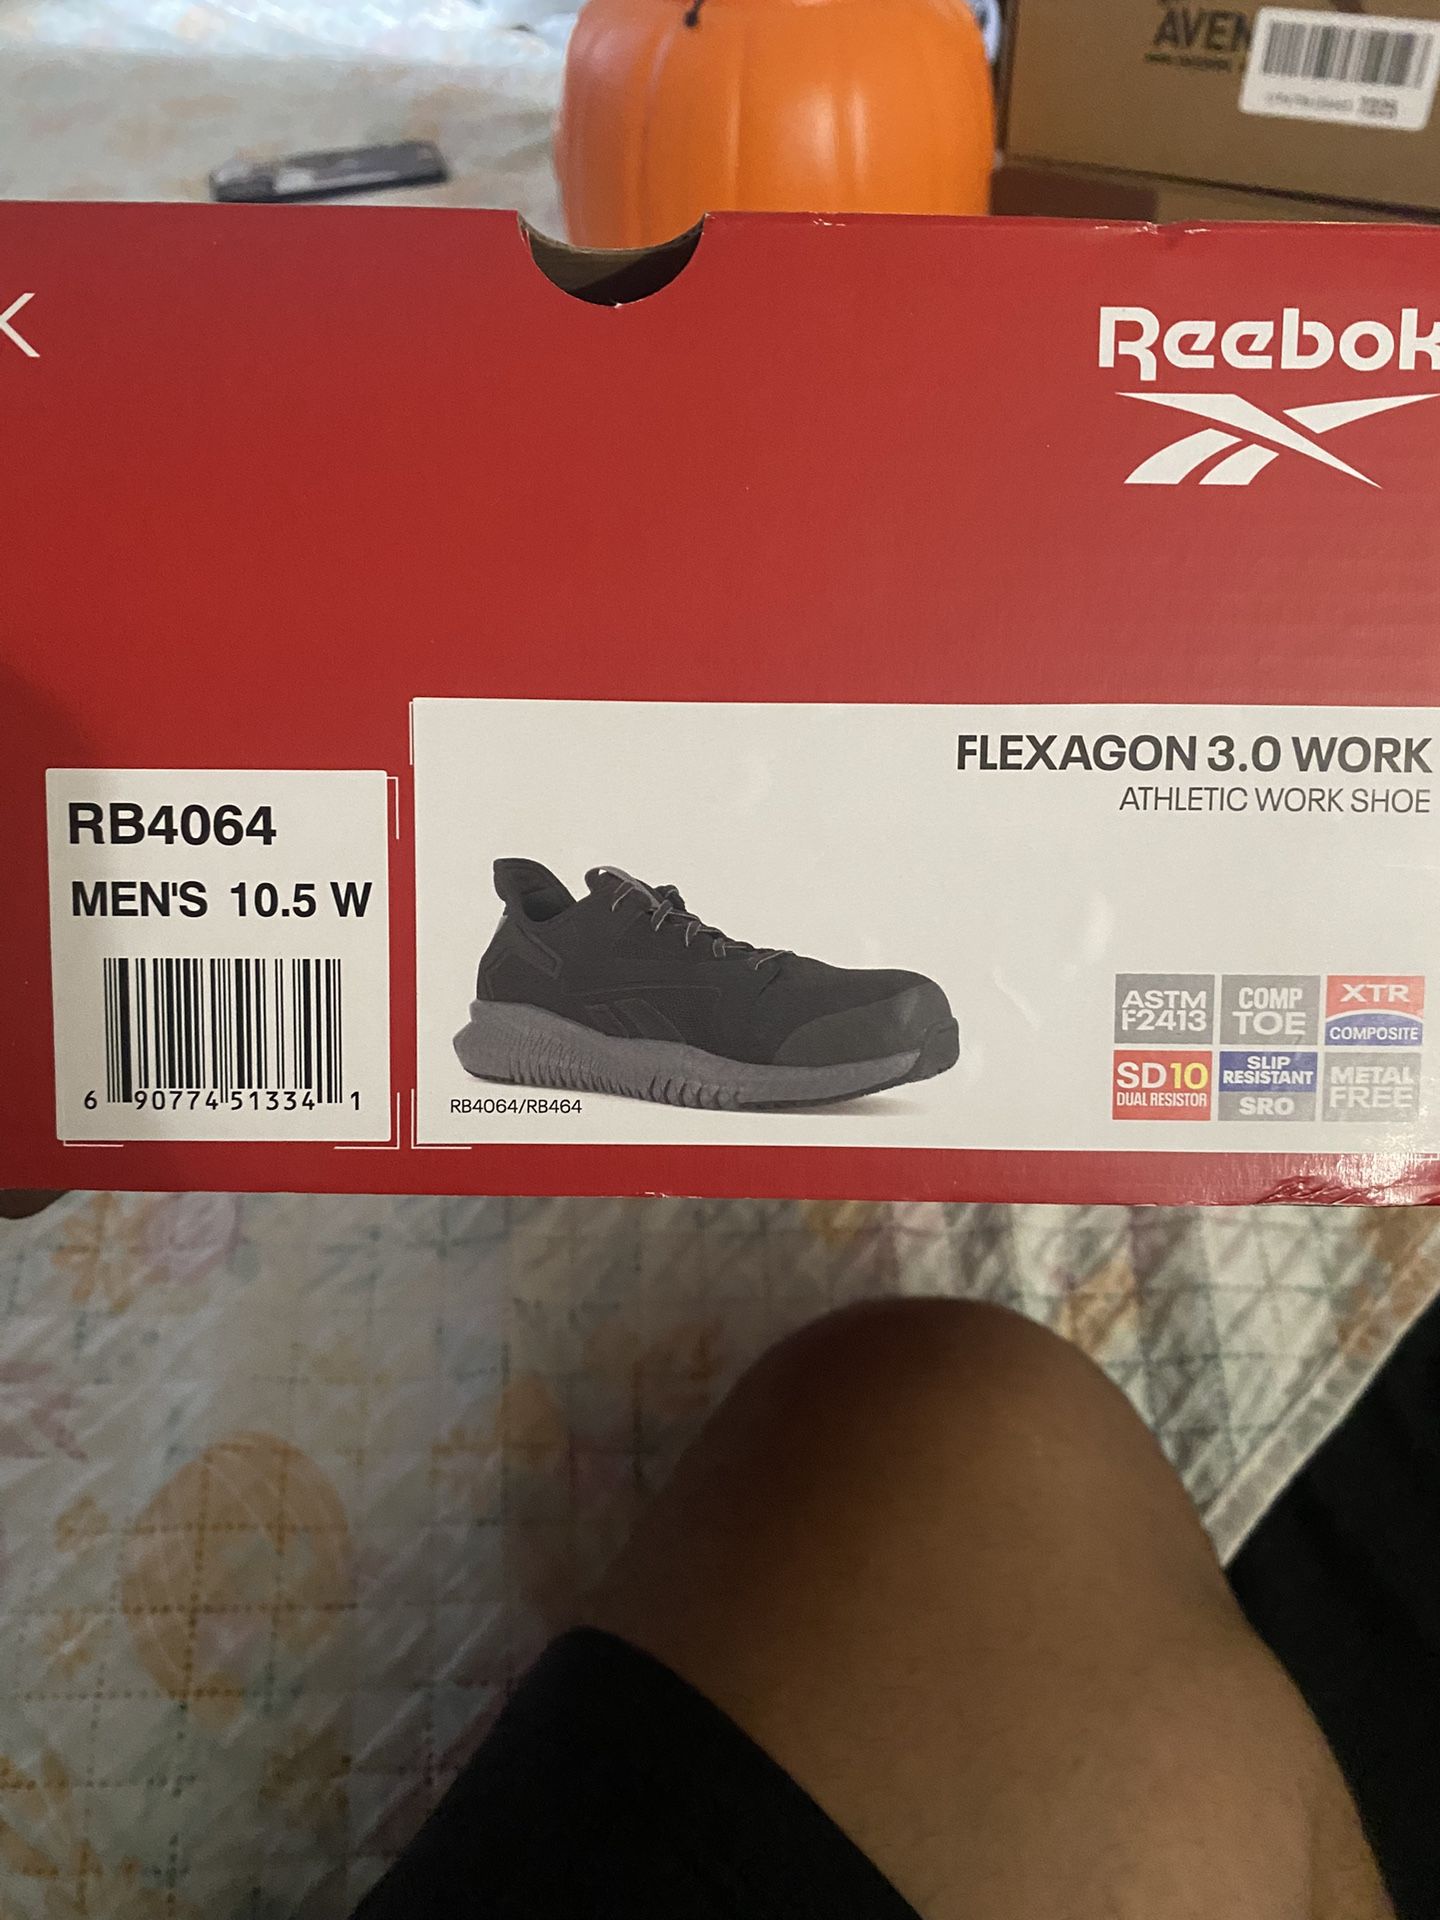 AVEN
K
Reebok
FLEXAGON 3.0 WORK
ATHLETIC WORK SHOE
RB4064
MEN'S 10.5 W
6 90774 51334 1
RB4064/RB464
ASTM
F2413
COMP
TOE
XTR
COMPOSITE
SD10
DUAL RESISTOR
SLIP
RESISTANT
SRO
METAL
FREE